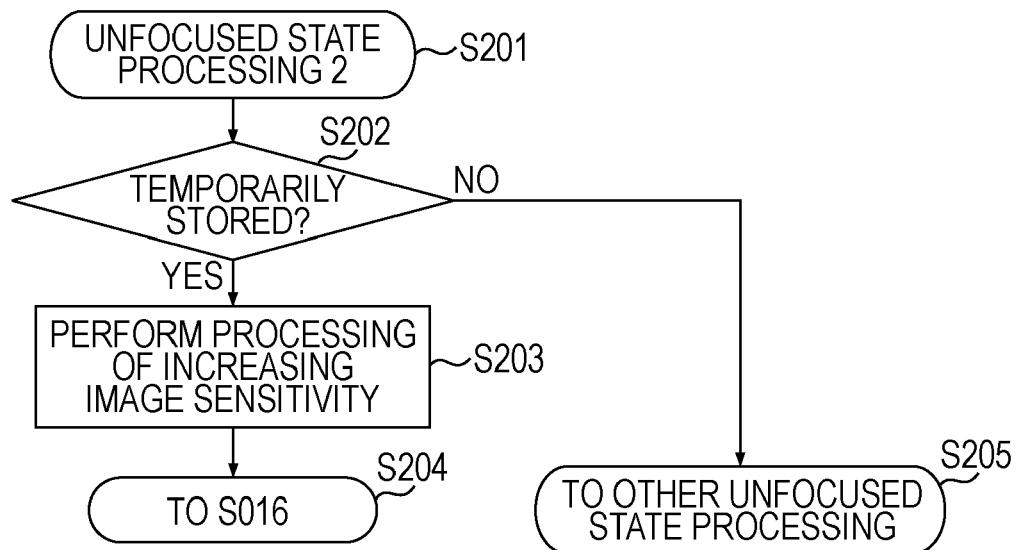 UNFOCUSED STATE
PROCESSING 2
S201
S202
TEMPORARILY
STORED?
NO
YES
PERFORM PROCESSING
OF INCREASING
IMAGE SENSITIVITY
S203
S204
TO S016
S205
TO OTHER UNFOCUSED
STATE PROCESSING